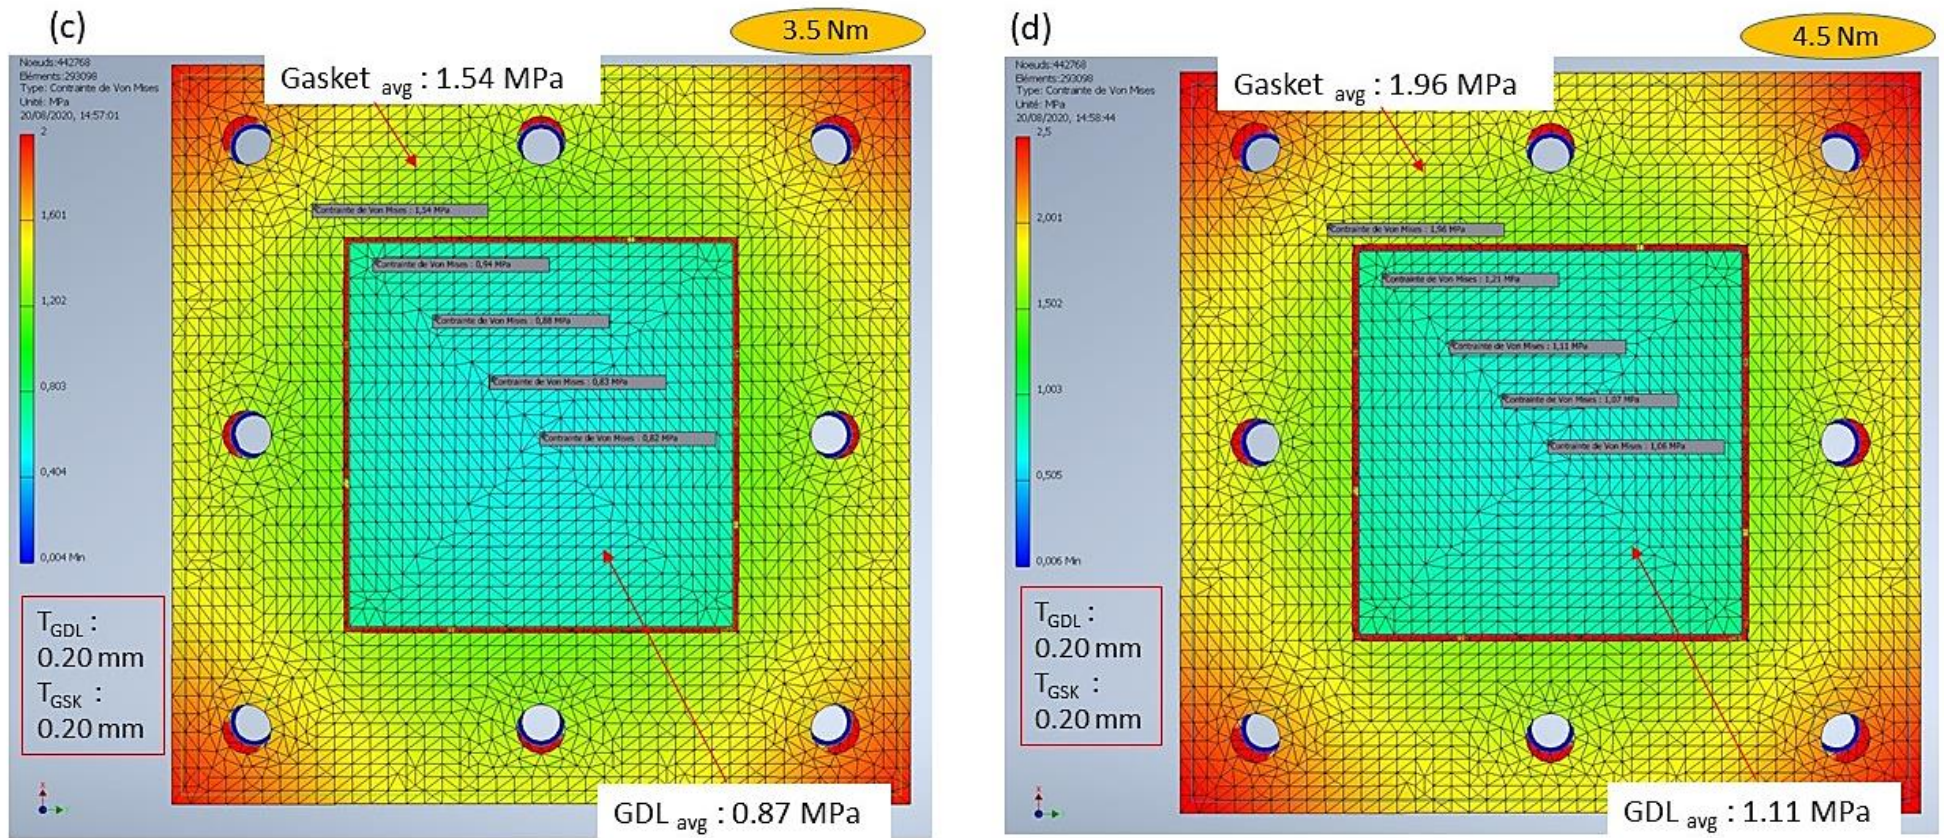 (c)
3.5 Nm
Noeuds:442768
Eléments:293098
Type: Contrainte de Von Mises
Unité: MPa
20/08/2020, 14:57:01
2
1,601
1,202
0,803
0,404
0,004 Min
Gasket avg : 1.54 MPa
Contrainte de Von Mises : 1,54 MPa
Contrainte de Von Mises : 0,94 MPa
Contrainte de Von Mises : 0,88 MPa
Contrainte de Von Mises : 0,83 MPa
Contrainte de Von Mises : 0,82 MPa
TGDL :
0.20 mm
TGSK :
0.20 mm
GDL avg : 0.87 MPa
(d)
4.5 Nm
Noeuds:442768
Eléments:293098
Type: Contrainte de Von Mises
Unité: MPa
20/08/2020, 14:58:44
2,5
2,001
1,502
1,003
0,505
0,006 Min
Gasket avg : 1.96 MPa
Contrainte de Von Mises : 1,96 MPa
Contrainte de Von Mises : 1,21 MPa
Contrainte de Von Mises : 1,11 MPa
Contrainte de Von Mises : 1,07 MPa
Contrainte de Von Mises : 1,06 MPa
TGDL :
0.20 mm
TGSK :
0.20 mm
GDL avg : 1.11 MPa